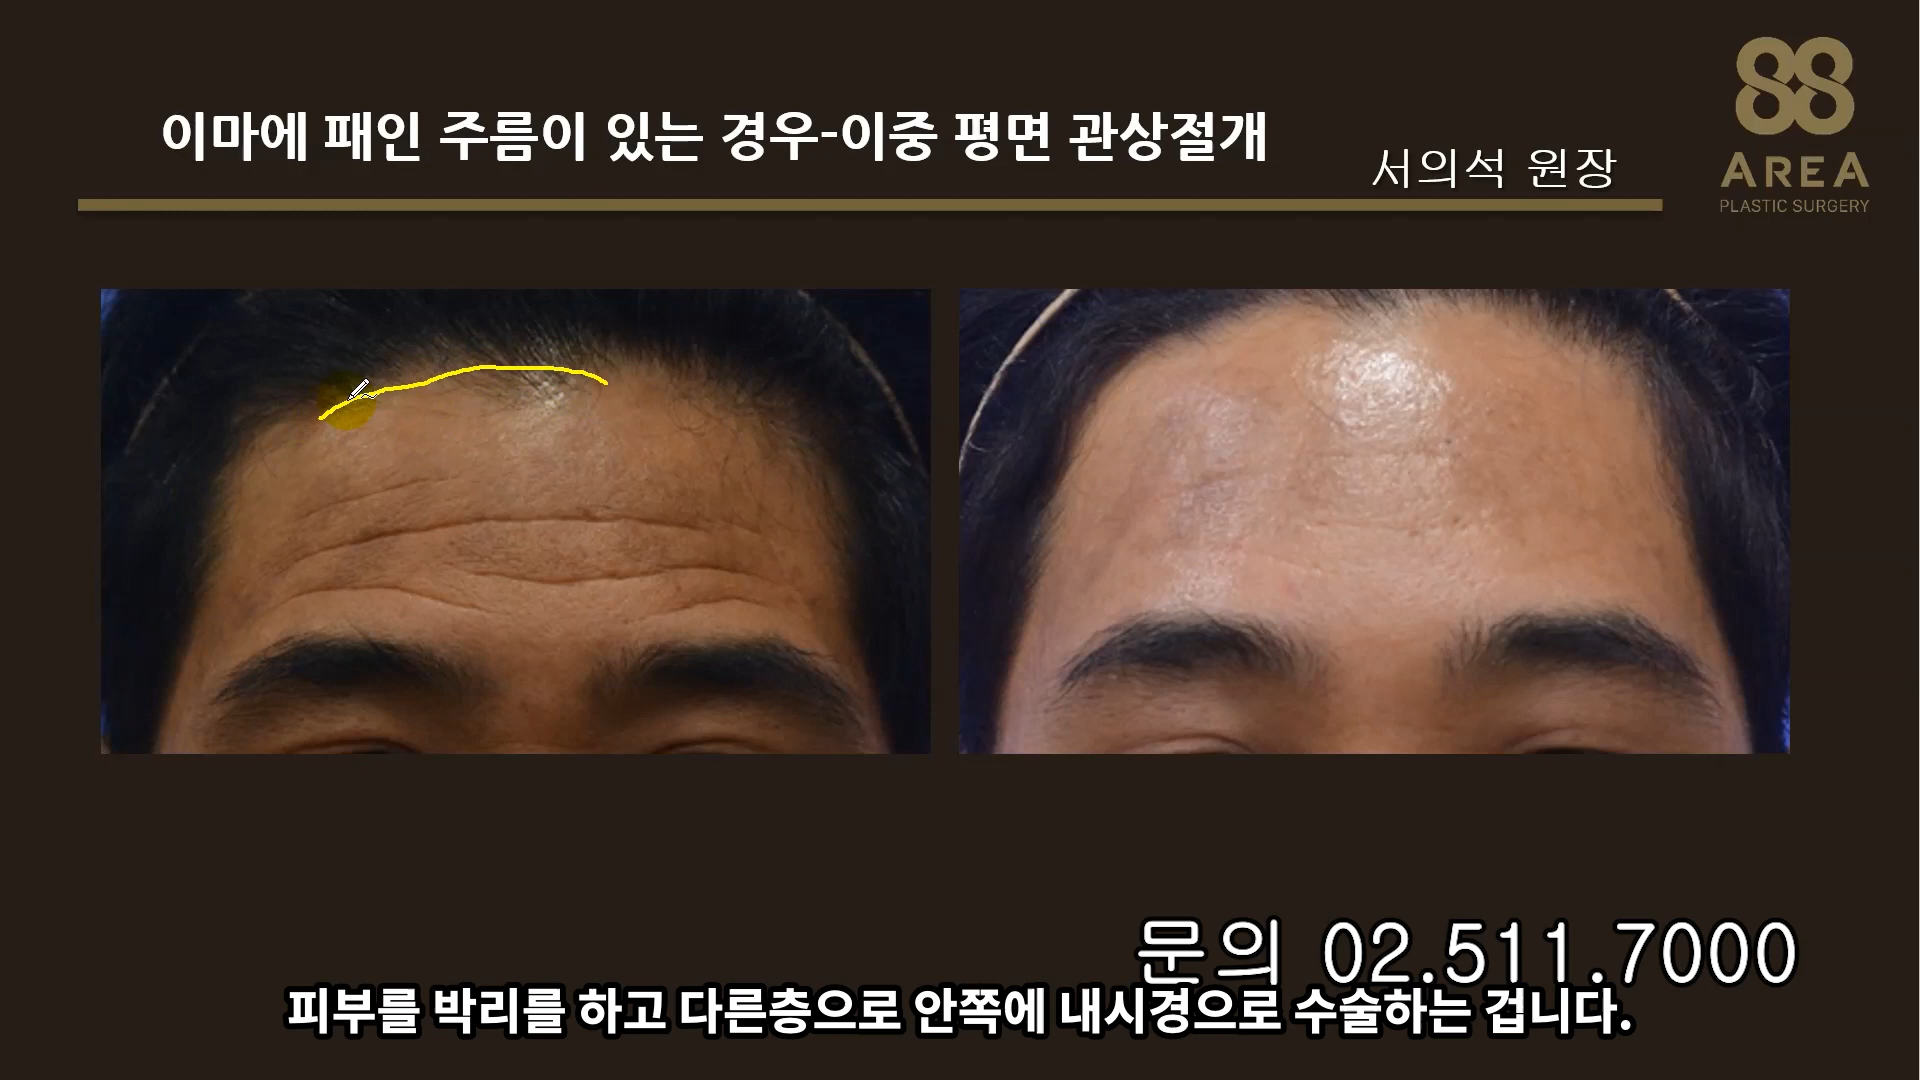 88
AREA
PLASTIC SURGERY
이마에 패인 주름이 있는 경우-이중 평면 관상절개
서의석 원장
문의 02.511.7000
피부를 박리를 하고 다른층으로 안쪽에 내시경으로 수술하는 겁니다.